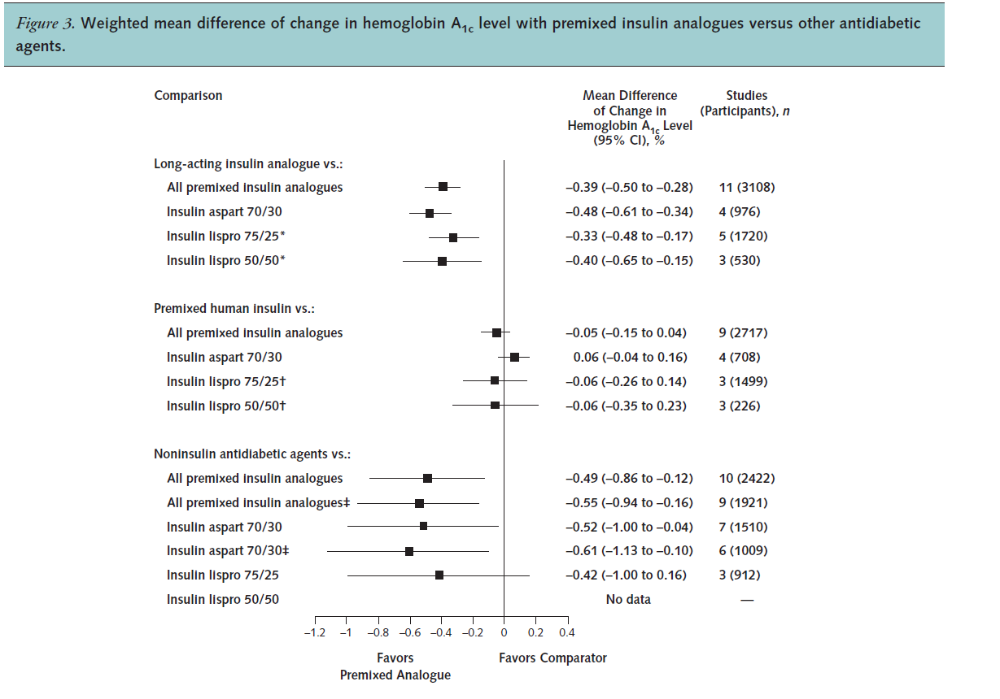 Figure 3. Weighted mean difference of change in hemoglobin A1c level with premixed insulin analogues versus other antidiabetic
agents.
Comparison
Mean Difference
of Change in
Hemoglobin A1c Level
(95% CI), %
Studies
(Participants), n
Long-acting insulin analogue vs.:
All premixed insulin analogues –0.39 (–0.50 to –0.28) 11 (3108)
Insulin aspart 70/30 –0.48 (–0.61 to –0.34) 4 (976)
Insulin lispro 75/25* –0.33 (–0.48 to –0.17) 5 (1720)
Insulin lispro 50/50* –0.40 (–0.65 to –0.15) 3 (530)
Premixed human insulin vs.:
All premixed insulin analogues –0.05 (–0.15 to 0.04) 9 (2717)
Insulin aspart 70/30 0.06 (–0.04 to 0.16) 4 (708)
Insulin lispro 75/25† –0.06 (–0.26 to 0.14) 3 (1499)
Insulin lispro 50/50† –0.06 (–0.35 to 0.23) 3 (226)
Noninsulin antidiabetic agents vs.:
All premixed insulin analogues –0.49 (–0.86 to –0.12) 10 (2422)
All premixed insulin analogues‡ –0.55 (–0.94 to –0.16) 9 (1921)
Insulin aspart 70/30 –0.52 (–1.00 to –0.04) 7 (1510)
Insulin aspart 70/30‡ –0.61 (–1.13 to –0.10) 6 (1009)
Insulin lispro 75/25 –0.42 (–1.00 to 0.16) 3 (912)
Insulin lispro 50/50 No data —
–1.2 –1 –0.8 –0.6 –0.4 –0.2 0 0.2 0.4
Favors
Premixed Analogue
Favors Comparator